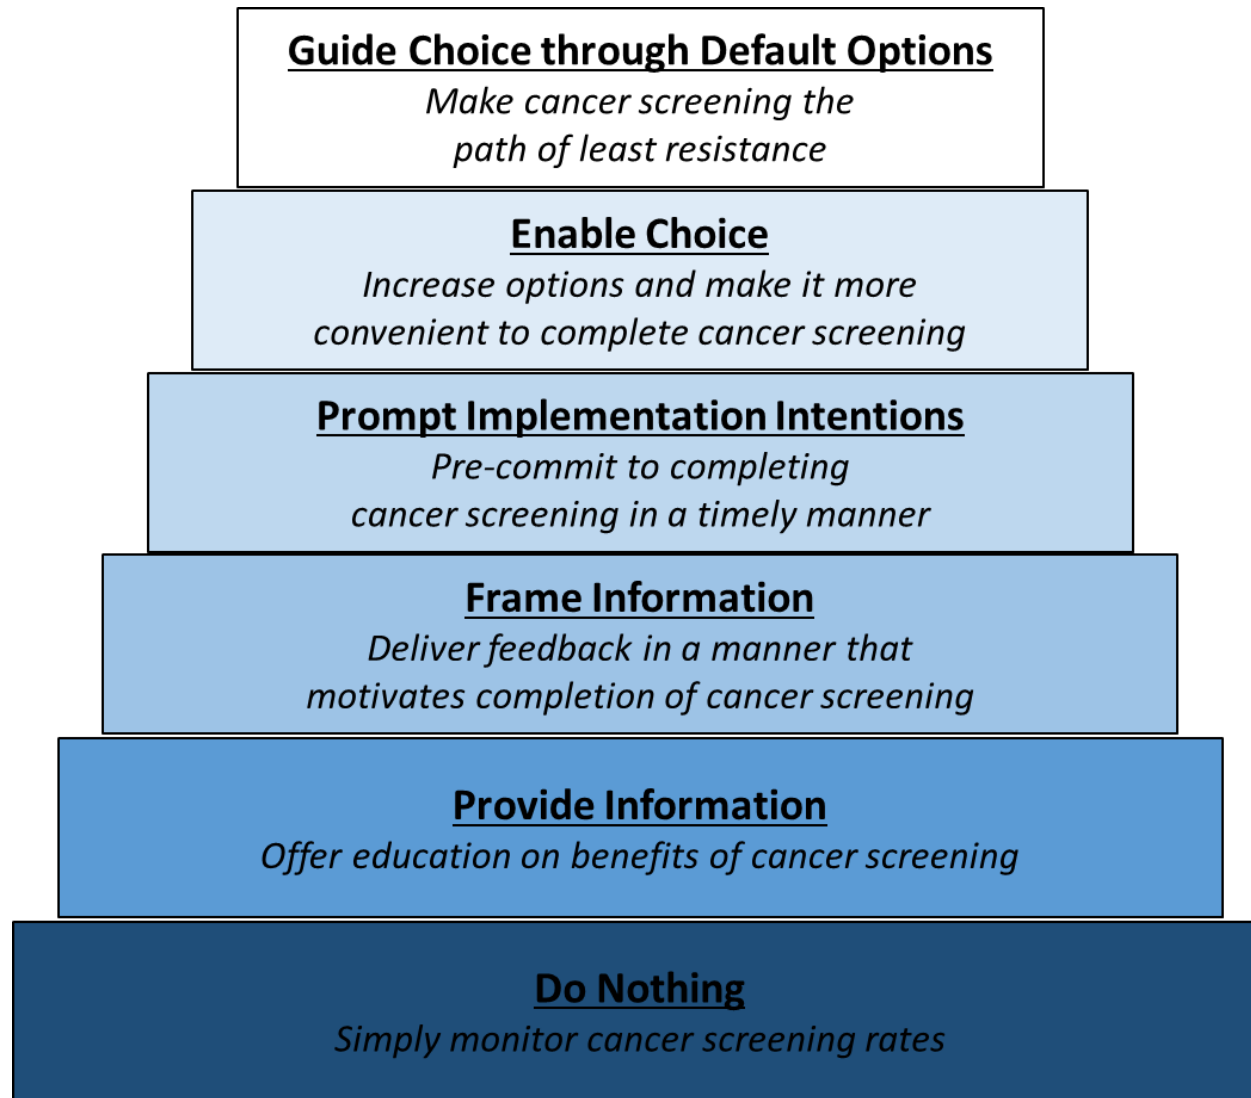 Guide Choice through Default Options
Make cancer screening the
path of least resistance
Enable Choice
Increase options and make it more
convenient to complete cancer screening
Prompt Implementation Intentions
Pre-commit to completing
cancer screening in a timely manner
Frame Information
Deliver feedback in a manner that
motivates completion of cancer screening
Provide Information
Offer education on benefits of cancer screening
Do Nothing
Simply monitor cancer screening rates